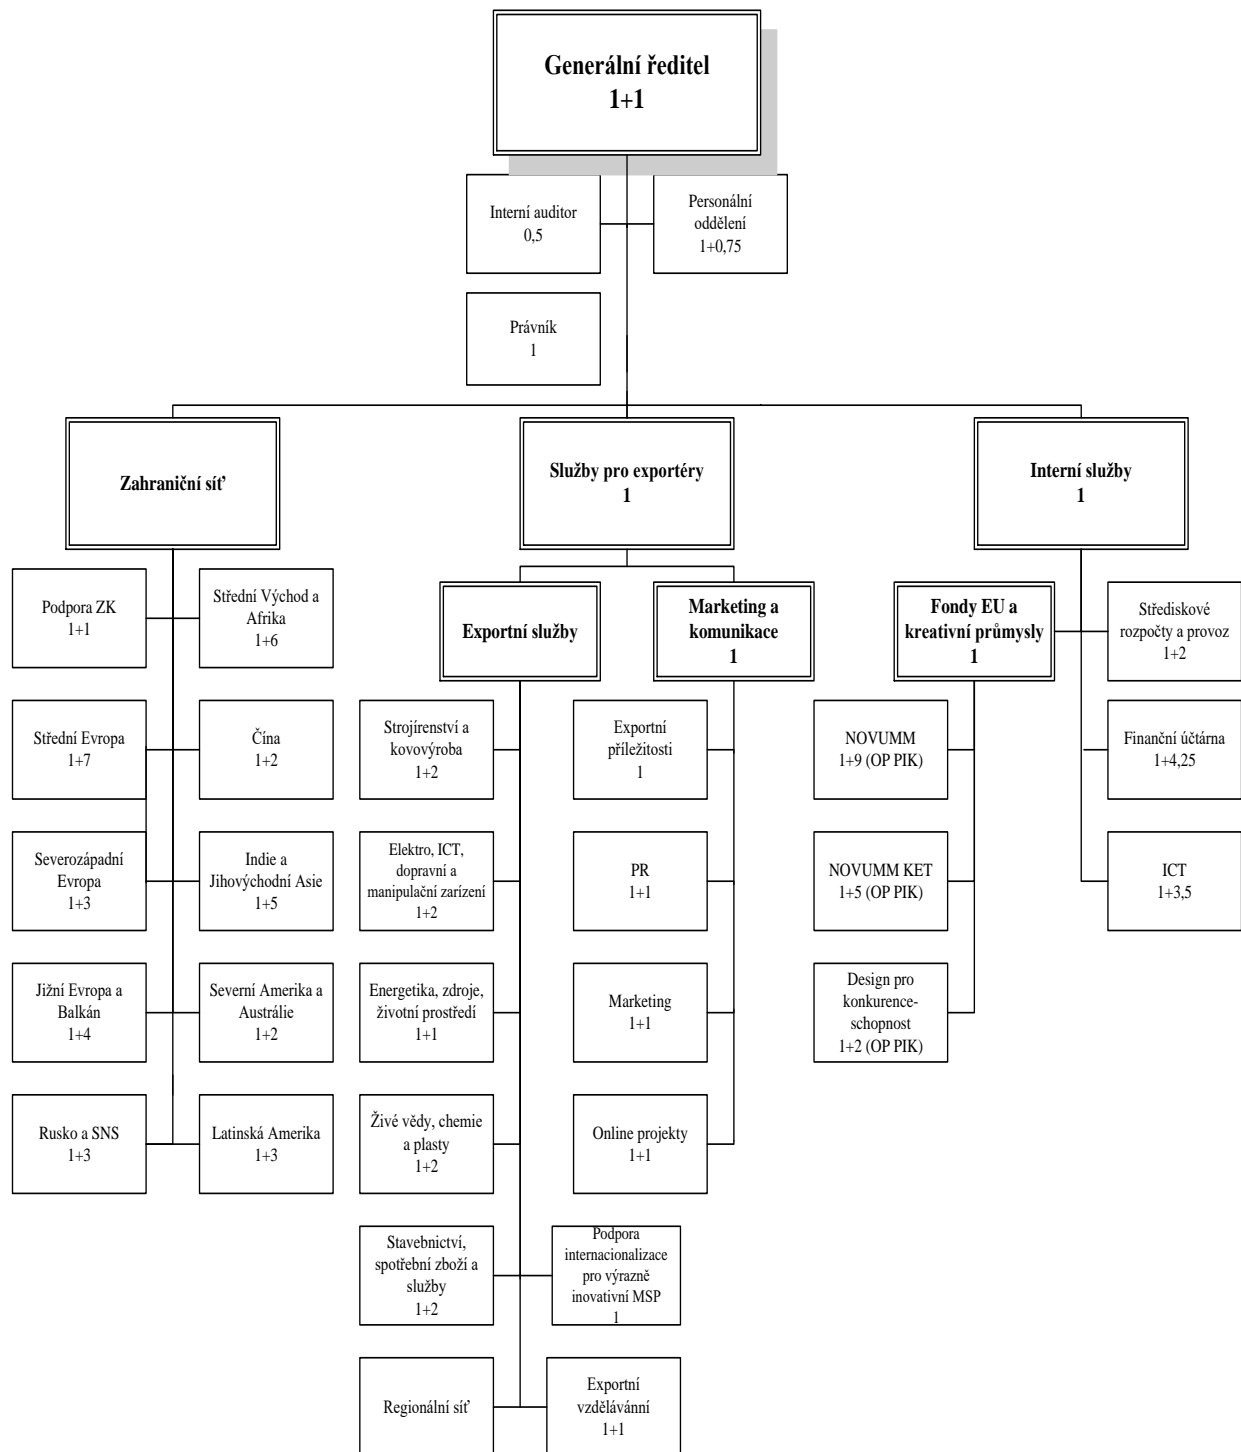 Generální ředitel
1+1
Interní auditor
0,5
Personální
oddělení
1+0,75
Právník
1
Zahraniční síť
Služby pro exportéry
1
Interní služby
1
Podpora ZK
1+1
Střední Východ a
Afrika
1+6
Střední Evropa
1+7
Čína
1+2
Severozápadní
Evropa
1+3
Indie a
Jihovýchodní Asie
1+5
Jižní Evropa a
Balkán
1+4
Severní Amerika a
Austrálie
1+2
Rusko a SNS
1+3
Latinská Amerika
1+3
Exportní služby
Marketing a
komunikace
1
Strojírenství a
kovovýroba
1+2
Elektro, ICT,
dopravní a
manipulační zarízení
1+2
Energetika, zdroje,
životní prostředí
1+1
Živé vědy, chemie
a plasty
1+2
Stavebnictví,
spotřební zboží a
služby
1+2
Podpora
internacionalizace
pro výrazně
inovativní MSP
1
Regionální síť
Exportní
vzdělávánní
1+1
Exportní
příležitosti
1
PR
1+1
Marketing
1+1
Online projekty
1+1
Fondy EU a
kreativní průmysly
1
Střediskové
rozpočty a provoz
1+2
NOVUMM
1+9 (OP PIK)
Finanční účtárna
1+4,25
NOVUMM KET
1+5 (OP PIK)
ICT
1+3,5
Design pro
konkurence-
schopnost
1+2 (OP PIK)